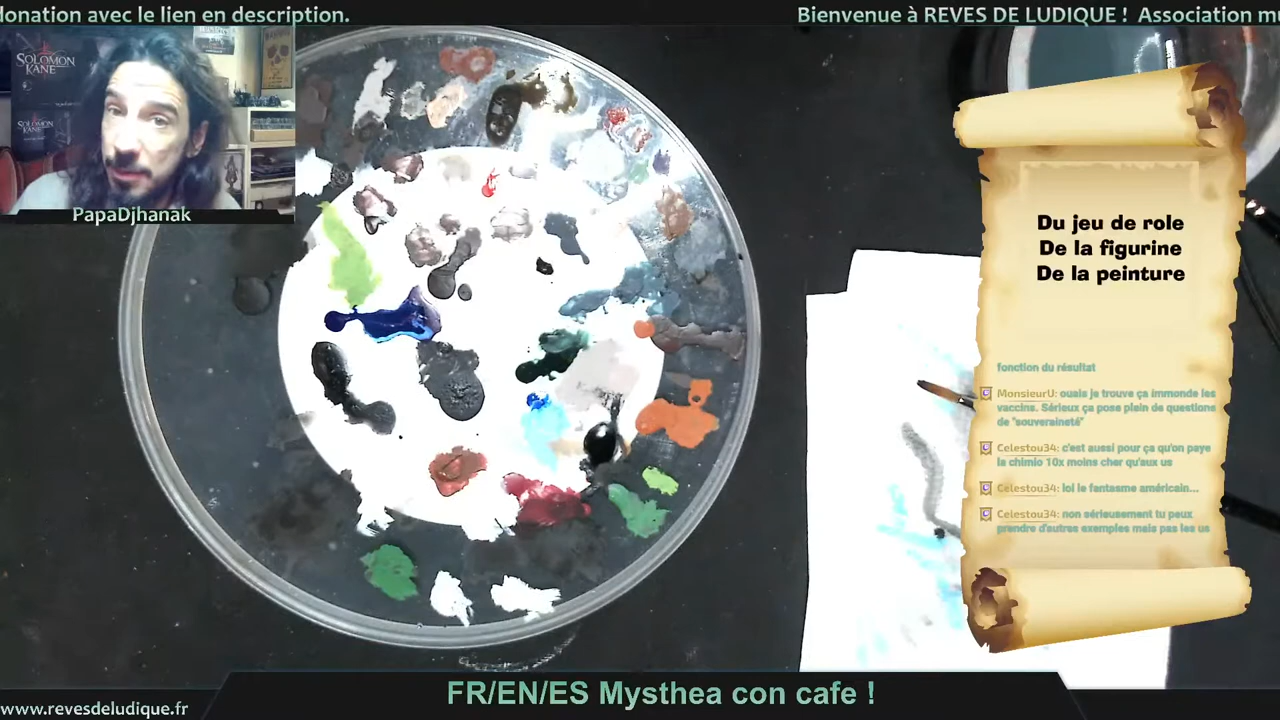 donation avec le lien en description.
Bienvenue à REVES DE LUDIQUE ! Association
SOLOMON
KANE
SOLOMON
KANE
PapaDjhanak
Du jeu de role
De la figurine
De la peinture
fonction du résultat
MonsieurU: ouais je trouve ça immonde les
vaccins. Sérieux ça pose plein de questions
de "souveraineté"
Celestou34: c'est aussi pour ça qu'on paye
la chimio 10x moins cher qu'aux us
Celestou34: lol le fantasme américain...
Celestou34: non sérieusement tu peux
prendre d'autres exemples mais pas les us
FR/EN/ES Mysthea con cafe !
www.revesdeludique.fr